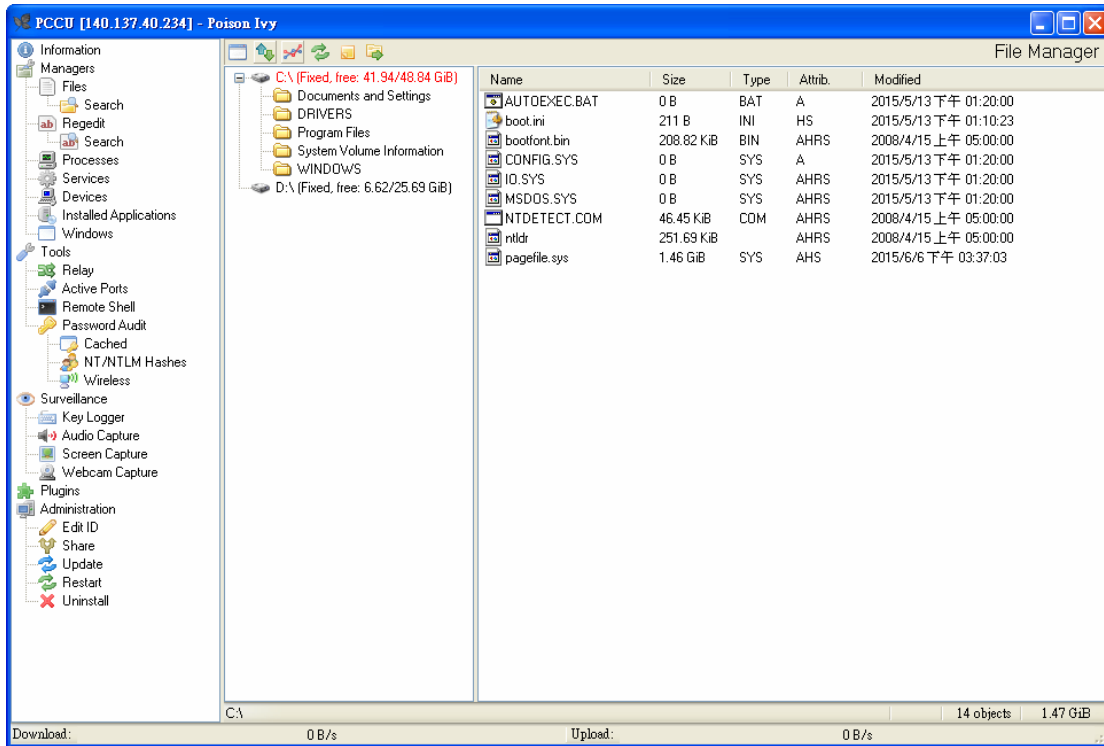 PCCU [140.137.40.234] - Poison Ivy
Information
Managers
Files
Search
Regedit
Search
Processes
Services
Devices
Installed Applications
Windows
Tools
Relay
Active Ports
Remote Shell
Password Audit
Cached
NT/NTLM Hashes
Wireless
Surveillance
Key Logger
Audio Capture
Screen Capture
Webcam Capture
Plugins
Administration
Edit ID
Share
Update
Restart
Uninstall
File Manager
C:\ (Fixed, free: 41.94/48.84 GiB)
Documents and Settings
DRIVERS
Program Files
System Volume Information
WINDOWS
D:\ (Fixed, free: 6.62/25.69 GiB)
Name Size Type Attrib. Modified
AUTOEXEC.BAT 0 B BAT A 2015/5/13 下午 01:20:00
boot.ini 211 B INI HS 2015/5/13 下午 01:10:23
bootfont.bin 208.82 KiB BIN AHRS 2008/4/15 上午 05:00:00
CONFIG.SYS 0 B SYS A 2015/5/13 下午 01:20:00
IO.SYS 0 B SYS AHRS 2015/5/13 下午 01:20:00
MSDOS.SYS 0 B SYS AHRS 2015/5/13 下午 01:20:00
NTDETECT.COM 46.45 KiB COM AHRS 2008/4/15 上午 05:00:00
ntldr 251.69 KiB AHRS 2008/4/15 上午 05:00:00
pagefile.sys 1.46 GiB SYS AHS 2015/6/6 下午 03:37:03
C:\ 14 objects 1.47 GiB
Download: 0 B/s Upload: 0 B/s